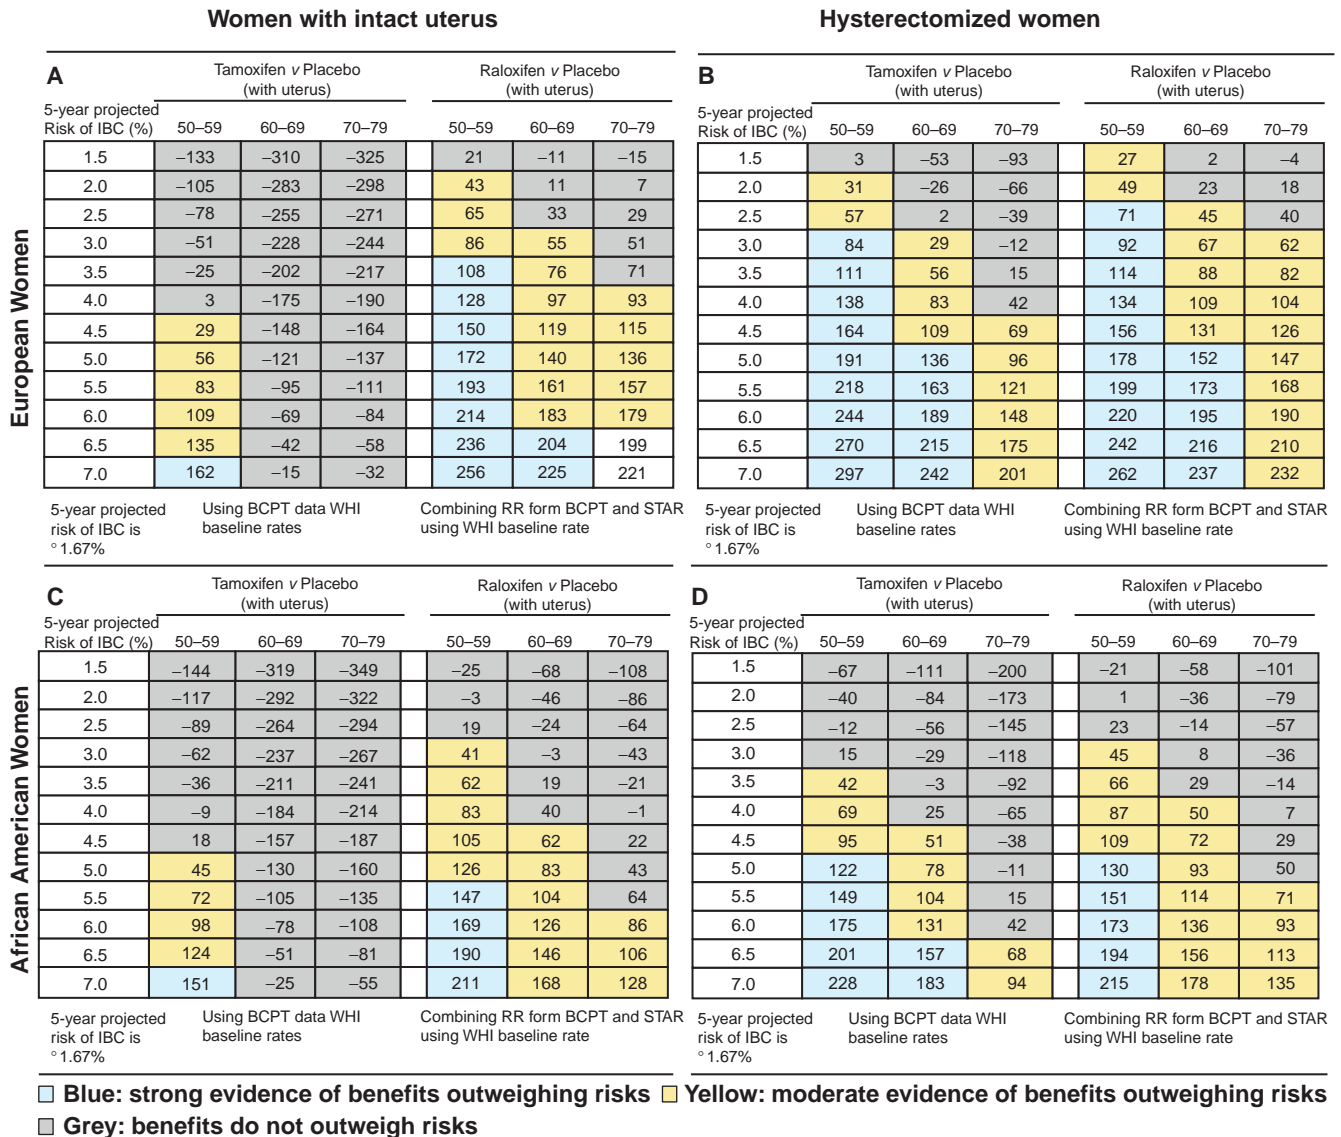 Women with intact uterus
Hysterectomized women
European Women
A
Tamoxifen v Placebo
(with uterus)
Raloxifen v Placebo
(with uterus)
5-year projected
Risk of IBC (%) 50–59 60–69 70–79 50–59 60–69 70–79
1.5 –133 –310 –325 21 –11 –15
2.0 –105 –283 –298 43 11 7
2.5 –78 –255 –271 65 33 29
3.0 –51 –228 –244 86 55 51
3.5 –25 –202 –217 108 76 71
4.0 3 –175 –190 128 97 93
4.5 29 –148 –164 150 119 115
5.0 56 –121 –137 172 140 136
5.5 83 –95 –111 193 161 157
6.0 109 –69 –84 214 183 179
6.5 135 –42 –58 236 204 199
7.0 162 –15 –32 256 225 221
5-year projected
risk of IBC is
°1.67%
Using BCPT data WHI
baseline rates
Combining RR form BCPT and STAR
using WHI baseline rate
B
Tamoxifen v Placebo
(with uterus)
Raloxifen v Placebo
(with uterus)
5-year projected
Risk of IBC (%) 50–59 60–69 70–79 50–59 60–69 70–79
1.5 3 –53 –93 27 2 –4
2.0 31 –26 –66 49 23 18
2.5 57 2 –39 71 45 40
3.0 84 29 –12 92 67 62
3.5 111 56 15 114 88 82
4.0 138 83 42 134 109 104
4.5 164 109 69 156 131 126
5.0 191 136 96 178 152 147
5.5 218 163 121 199 173 168
6.0 244 189 148 220 195 190
6.5 270 215 175 242 216 210
7.0 297 242 201 262 237 232
5-year projected
risk of IBC is
°1.67%
Using BCPT data WHI
baseline rates
Combining RR form BCPT and STAR
using WHI baseline rate
African American Women
C
Tamoxifen v Placebo
(with uterus)
Raloxifen v Placebo
(with uterus)
5-year projected
Risk of IBC (%) 50–59 60–69 70–79 50–59 60–69 70–79
1.5 –144 –319 –349 –25 –68 –108
2.0 –117 –292 –322 –3 –46 –86
2.5 –89 –264 –294 19 –24 –64
3.0 –62 –237 –267 41 –3 –43
3.5 –36 –211 –241 62 19 –21
4.0 –9 –184 –214 83 40 –1
4.5 18 –157 –187 105 62 22
5.0 45 –130 –160 126 83 43
5.5 72 –105 –135 147 104 64
6.0 98 –78 –108 169 126 86
6.5 124 –51 –81 190 146 106
7.0 151 –25 –55 211 168 128
5-year projected
risk of IBC is
°1.67%
Using BCPT data WHI
baseline rates
Combining RR form BCPT and STAR
using WHI baseline rate
D
Tamoxifen v Placebo
(with uterus)
Raloxifen v Placebo
(with uterus)
5-year projected
Risk of IBC (%) 50–59 60–69 70–79 50–59 60–69 70–79
1.5 –67 –111 –200 –21 –58 –101
2.0 –40 –84 –173 1 –36 –79
2.5 –12 –56 –145 23 –14 –57
3.0 15 –29 –118 45 8 –36
3.5 42 –3 –92 66 29 –14
4.0 69 25 –65 87 50 7
4.5 95 51 –38 109 72 29
5.0 122 78 –11 130 93 50
5.5 149 104 15 151 114 71
6.0 175 131 42 173 136 93
6.5 201 157 68 194 156 113
7.0 228 183 94 215 178 135
5-year projected
risk of IBC is
°1.67%
Using BCPT data WHI
baseline rates
Combining RR form BCPT and STAR
using WHI baseline rate
Blue: strong evidence of benefits outweighing risks Yellow: moderate evidence of benefits outweighing risks
Grey: benefits do not outweigh risks